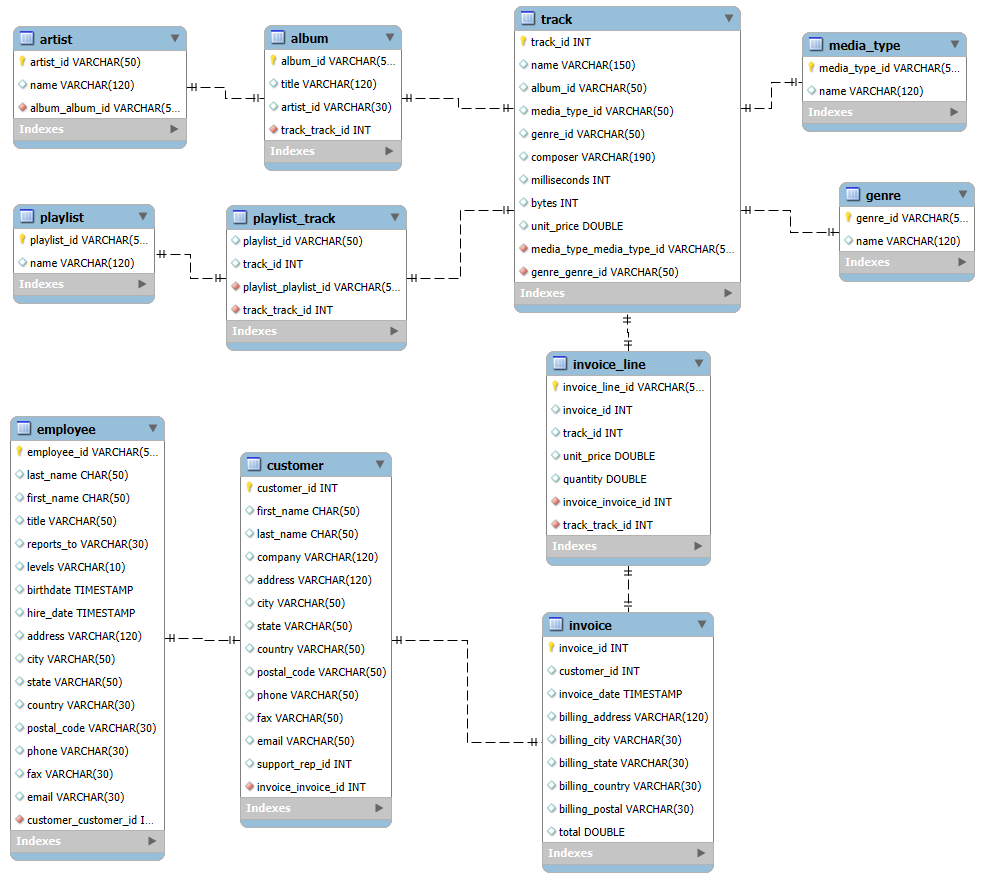 artist
artist_id VARCHAR(50)
name VARCHAR(120)
album_album_id VARCHAR(5...
Indexes
album
album_id VARCHAR(5...
title VARCHAR(120)
artist_id VARCHAR(30)
track_track_id INT
Indexes
track
track_id INT
name VARCHAR(150)
album_id VARCHAR(50)
media_type_id VARCHAR(50)
genre_id VARCHAR(50)
composer VARCHAR(190)
milliseconds INT
bytes INT
unit_price DOUBLE
media_type_media_type_id VARCHAR(5...
genre_genre_id VARCHAR(50)
Indexes
media_type
media_type_id VARCHAR(5...
name VARCHAR(120)
Indexes
playlist
playlist_id VARCHAR(5...
name VARCHAR(120)
Indexes
playlist_track
playlist_id VARCHAR(50)
track_id INT
playlist_playlist_id VARCHAR(5...
track_track_id INT
Indexes
genre
genre_id VARCHAR(5...
name VARCHAR(120)
Indexes
invoice_line
invoice_line_id VARCHAR(5...
invoice_id INT
track_id INT
unit_price DOUBLE
quantity DOUBLE
invoice_invoice_id INT
track_track_id INT
Indexes
employee
employee_id VARCHAR(5...
last_name CHAR(50)
first_name CHAR(50)
title VARCHAR(50)
reports_to VARCHAR(30)
levels VARCHAR(10)
birthdate TIMESTAMP
hire_date TIMESTAMP
address VARCHAR(120)
city VARCHAR(50)
state VARCHAR(50)
country VARCHAR(30)
postal_code VARCHAR(30)
phone VARCHAR(30)
fax VARCHAR(30)
email VARCHAR(30)
customer_customer_id I...
Indexes
customer
customer_id INT
first_name CHAR(50)
last_name CHAR(50)
company VARCHAR(120)
address VARCHAR(120)
city VARCHAR(50)
state VARCHAR(50)
country VARCHAR(50)
postal_code VARCHAR(50)
phone VARCHAR(50)
fax VARCHAR(50)
email VARCHAR(50)
support_rep_id INT
invoice_invoice_id INT
Indexes
invoice
invoice_id INT
customer_id INT
invoice_date TIMESTAMP
billing_address VARCHAR(120)
billing_city VARCHAR(30)
billing_state VARCHAR(30)
billing_country VARCHAR(30)
billing_postal VARCHAR(30)
total DOUBLE
Indexes